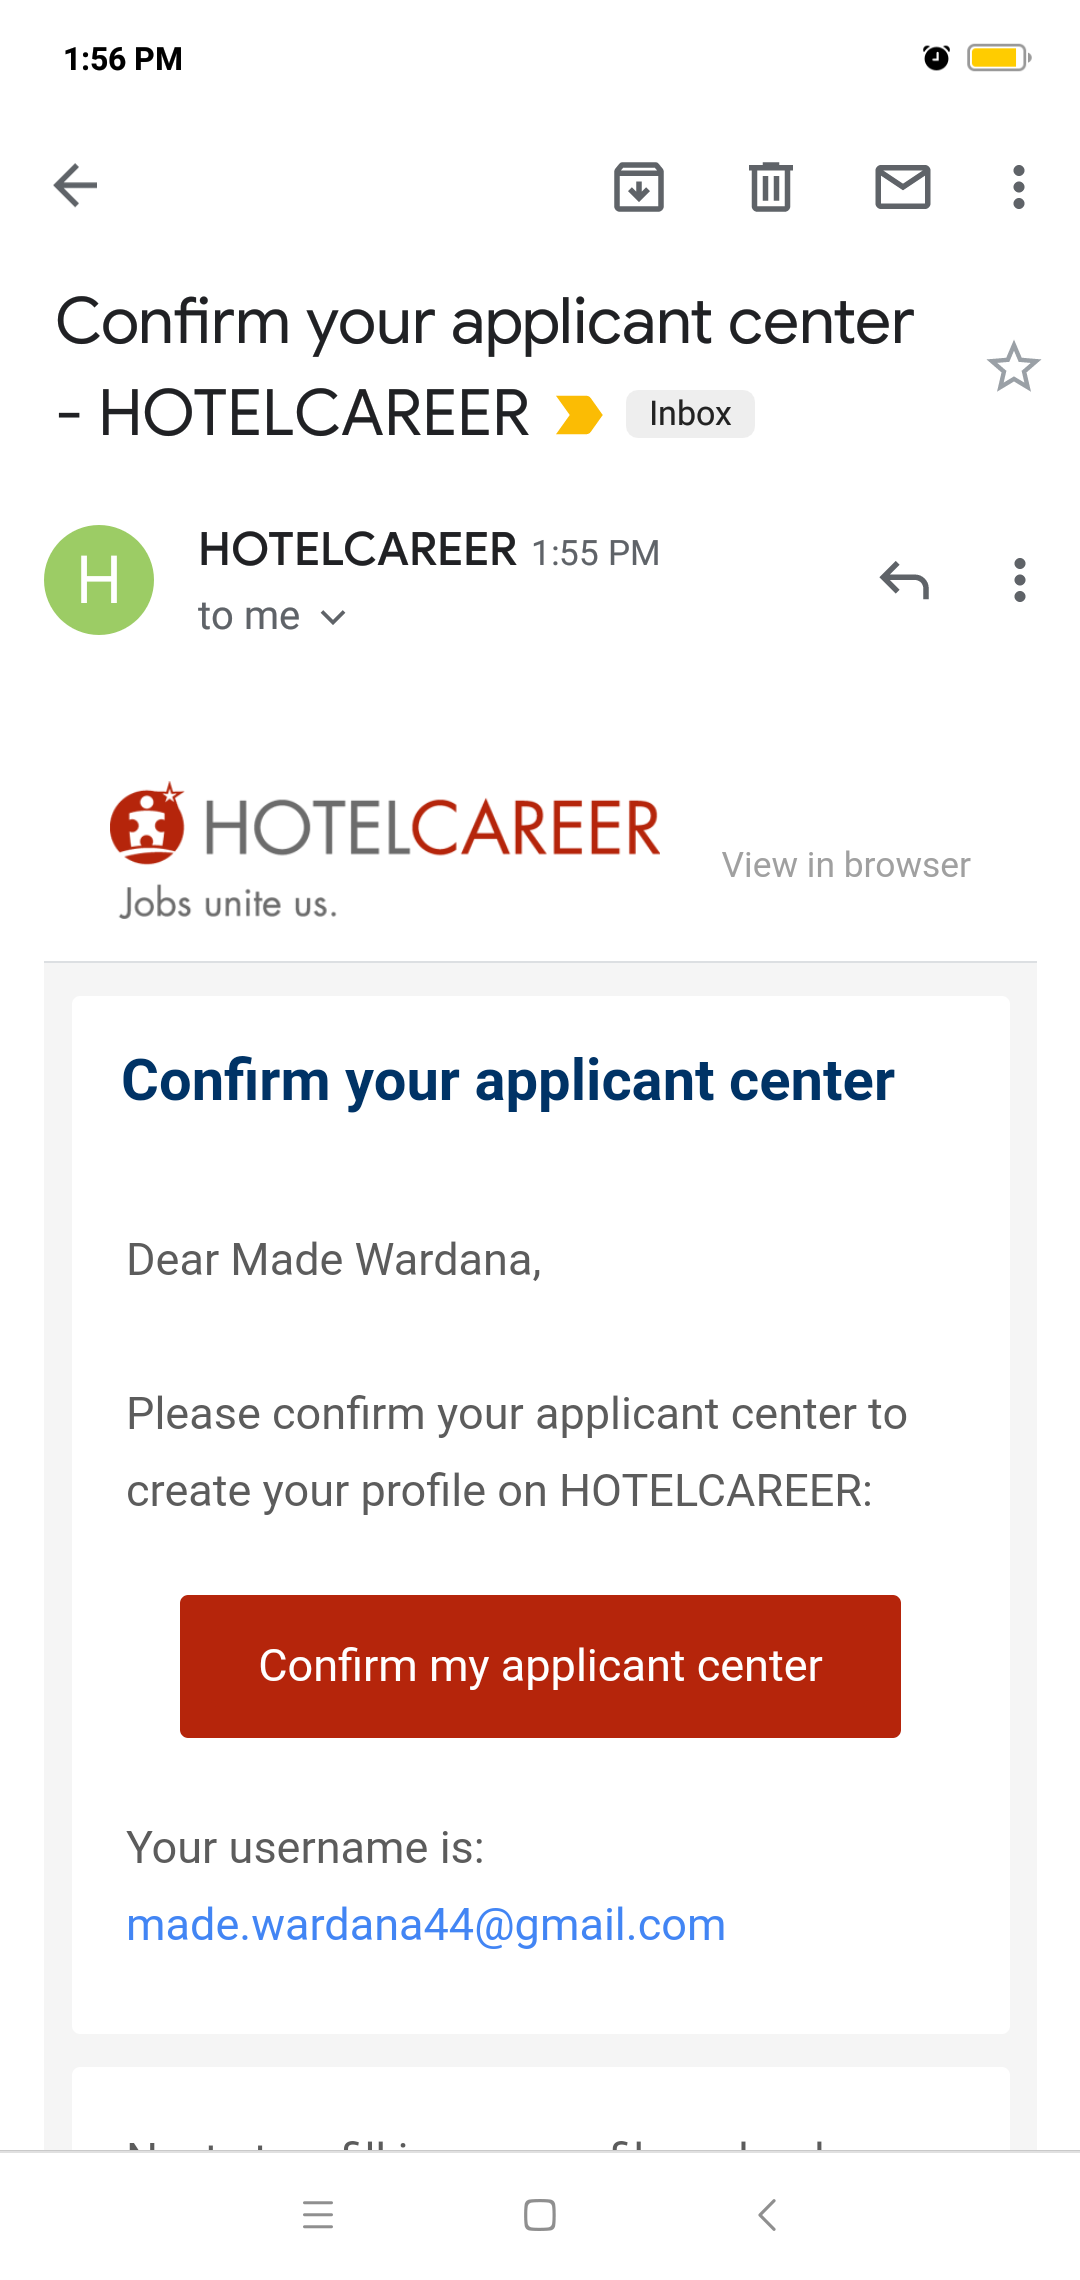 1:56 PM
Confirm your applicant center
- HOTELCAREER Inbox
H
HOTELCAREER 1:55 PM
to me
HOTELCAREER
Jobs unite us.
View in browser
Confirm your applicant center
Dear Made Wardana,
Please confirm your applicant center to
create your profile on HOTELCAREER:
Confirm my applicant center
Your username is:
made.wardana44@gmail.com